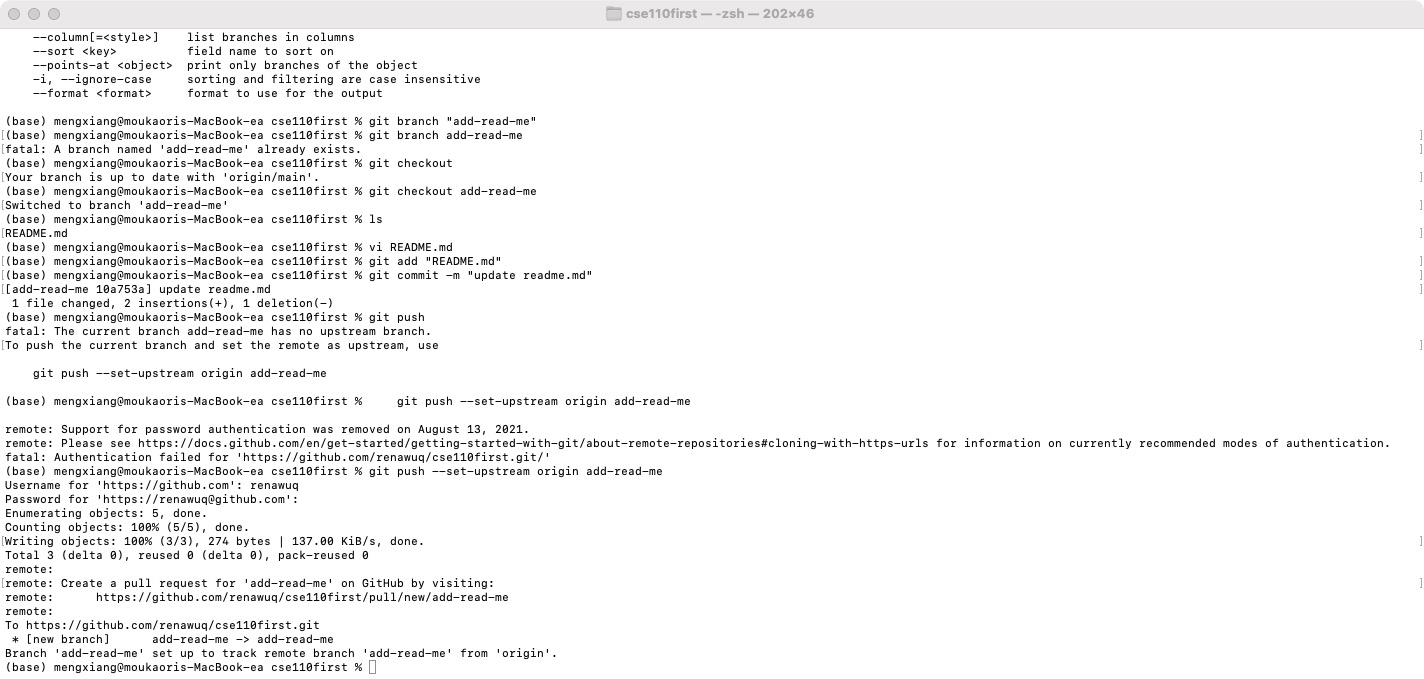 cse110first — -zsh — 202×46
--column[=<style>]    list branches in columns
--sort <key>          field name to sort on
--points-at <object>  print only branches of the object
-i, --ignore-case     sorting and filtering are case insensitive
--format <format>     format to use for the output
(base) mengxiang@moukaoris-MacBook-ea cse110first % git branch "add-read-me"
[(base) mengxiang@moukaoris-MacBook-ea cse110first % git branch add-read-me ]
[fatal: A branch named 'add-read-me' already exists. ]
(base) mengxiang@moukaoris-MacBook-ea cse110first % git checkout
[Your branch is up to date with 'origin/main'. ]
(base) mengxiang@moukaoris-MacBook-ea cse110first % git checkout add-read-me
[Switched to branch 'add-read-me' ]
(base) mengxiang@moukaoris-MacBook-ea cse110first % ls
[README.md ]
(base) mengxiang@moukaoris-MacBook-ea cse110first % vi README.md
[(base) mengxiang@moukaoris-MacBook-ea cse110first % git add "README.md" ]
[(base) mengxiang@moukaoris-MacBook-ea cse110first % git commit -m "update readme.md" ]
[[add-read-me 10a753a] update readme.md ]
1 file changed, 2 insertions(+), 1 deletion(-)
(base) mengxiang@moukaoris-MacBook-ea cse110first % git push
fatal: The current branch add-read-me has no upstream branch.
[To push the current branch and set the remote as upstream, use ]
git push --set-upstream origin add-read-me
(base) mengxiang@moukaoris-MacBook-ea cse110first %     git push --set-upstream origin add-read-me
remote: Support for password authentication was removed on August 13, 2021.
remote: Please see https://docs.github.com/en/get-started/getting-started-with-git/about-remote-repositories#cloning-with-https-urls for information on currently recommended modes of authentication.
fatal: Authentication failed for 'https://github.com/renawuq/cse110first.git/'
(base) mengxiang@moukaoris-MacBook-ea cse110first % git push --set-upstream origin add-read-me
Username for 'https://github.com': renawuq
Password for 'https://renawuq@github.com':
Enumerating objects: 5, done.
Counting objects: 100% (5/5), done.
[Writing objects: 100% (3/3), 274 bytes | 137.00 KiB/s, done. ]
Total 3 (delta 0), reused 0 (delta 0), pack-reused 0
remote:
[remote: Create a pull request for 'add-read-me' on GitHub by visiting: ]
remote:      https://github.com/renawuq/cse110first/pull/new/add-read-me
remote:
To https://github.com/renawuq/cse110first.git
* [new branch]      add-read-me -> add-read-me
Branch 'add-read-me' set up to track remote branch 'add-read-me' from 'origin'.
(base) mengxiang@moukaoris-MacBook-ea cse110first %